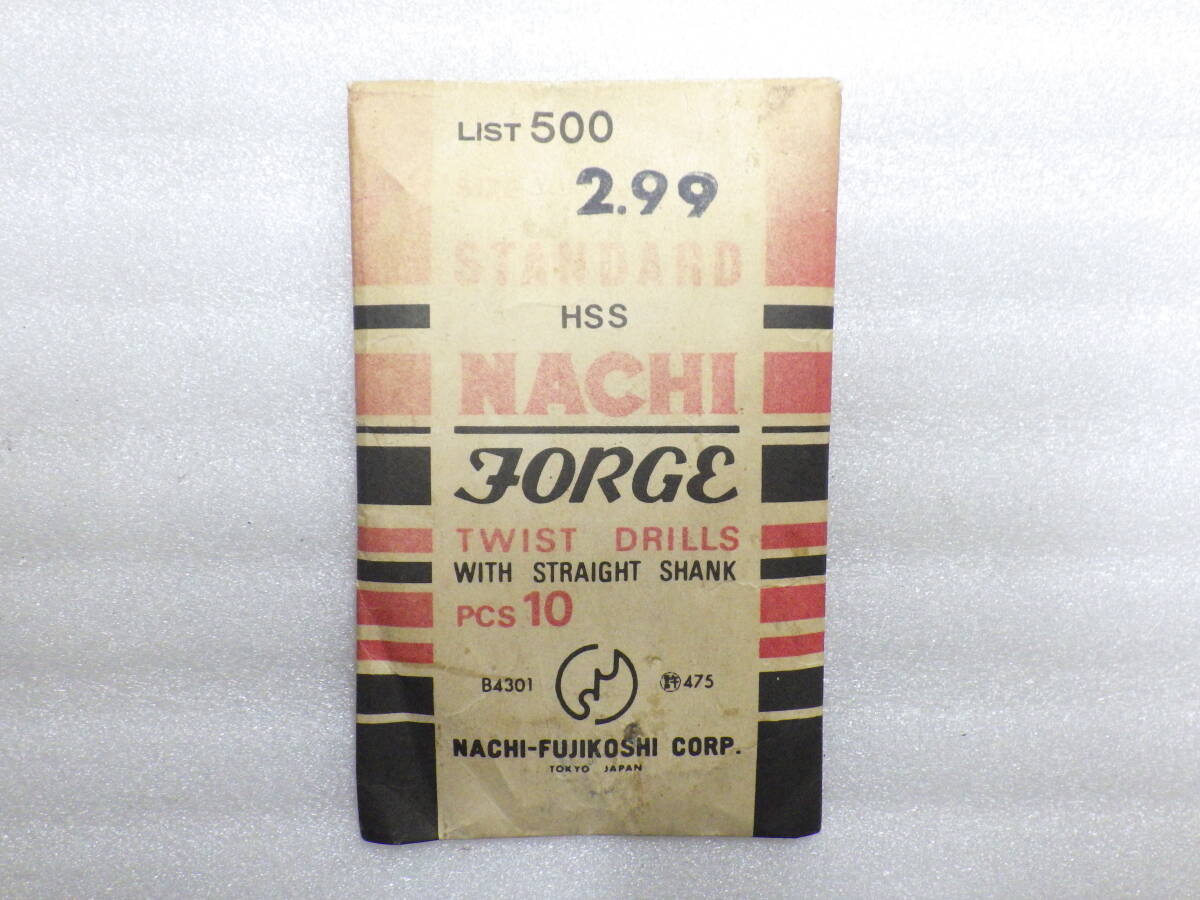 LIST 500
2.99
STANDARD
HSS
NACHI
FORGE
TWIST DRILLS
WITH STRAIGHT SHANK
PCS 10
B4301 許 475
NACHI-FUJIKOSHI CORP.
TOKYO JAPAN